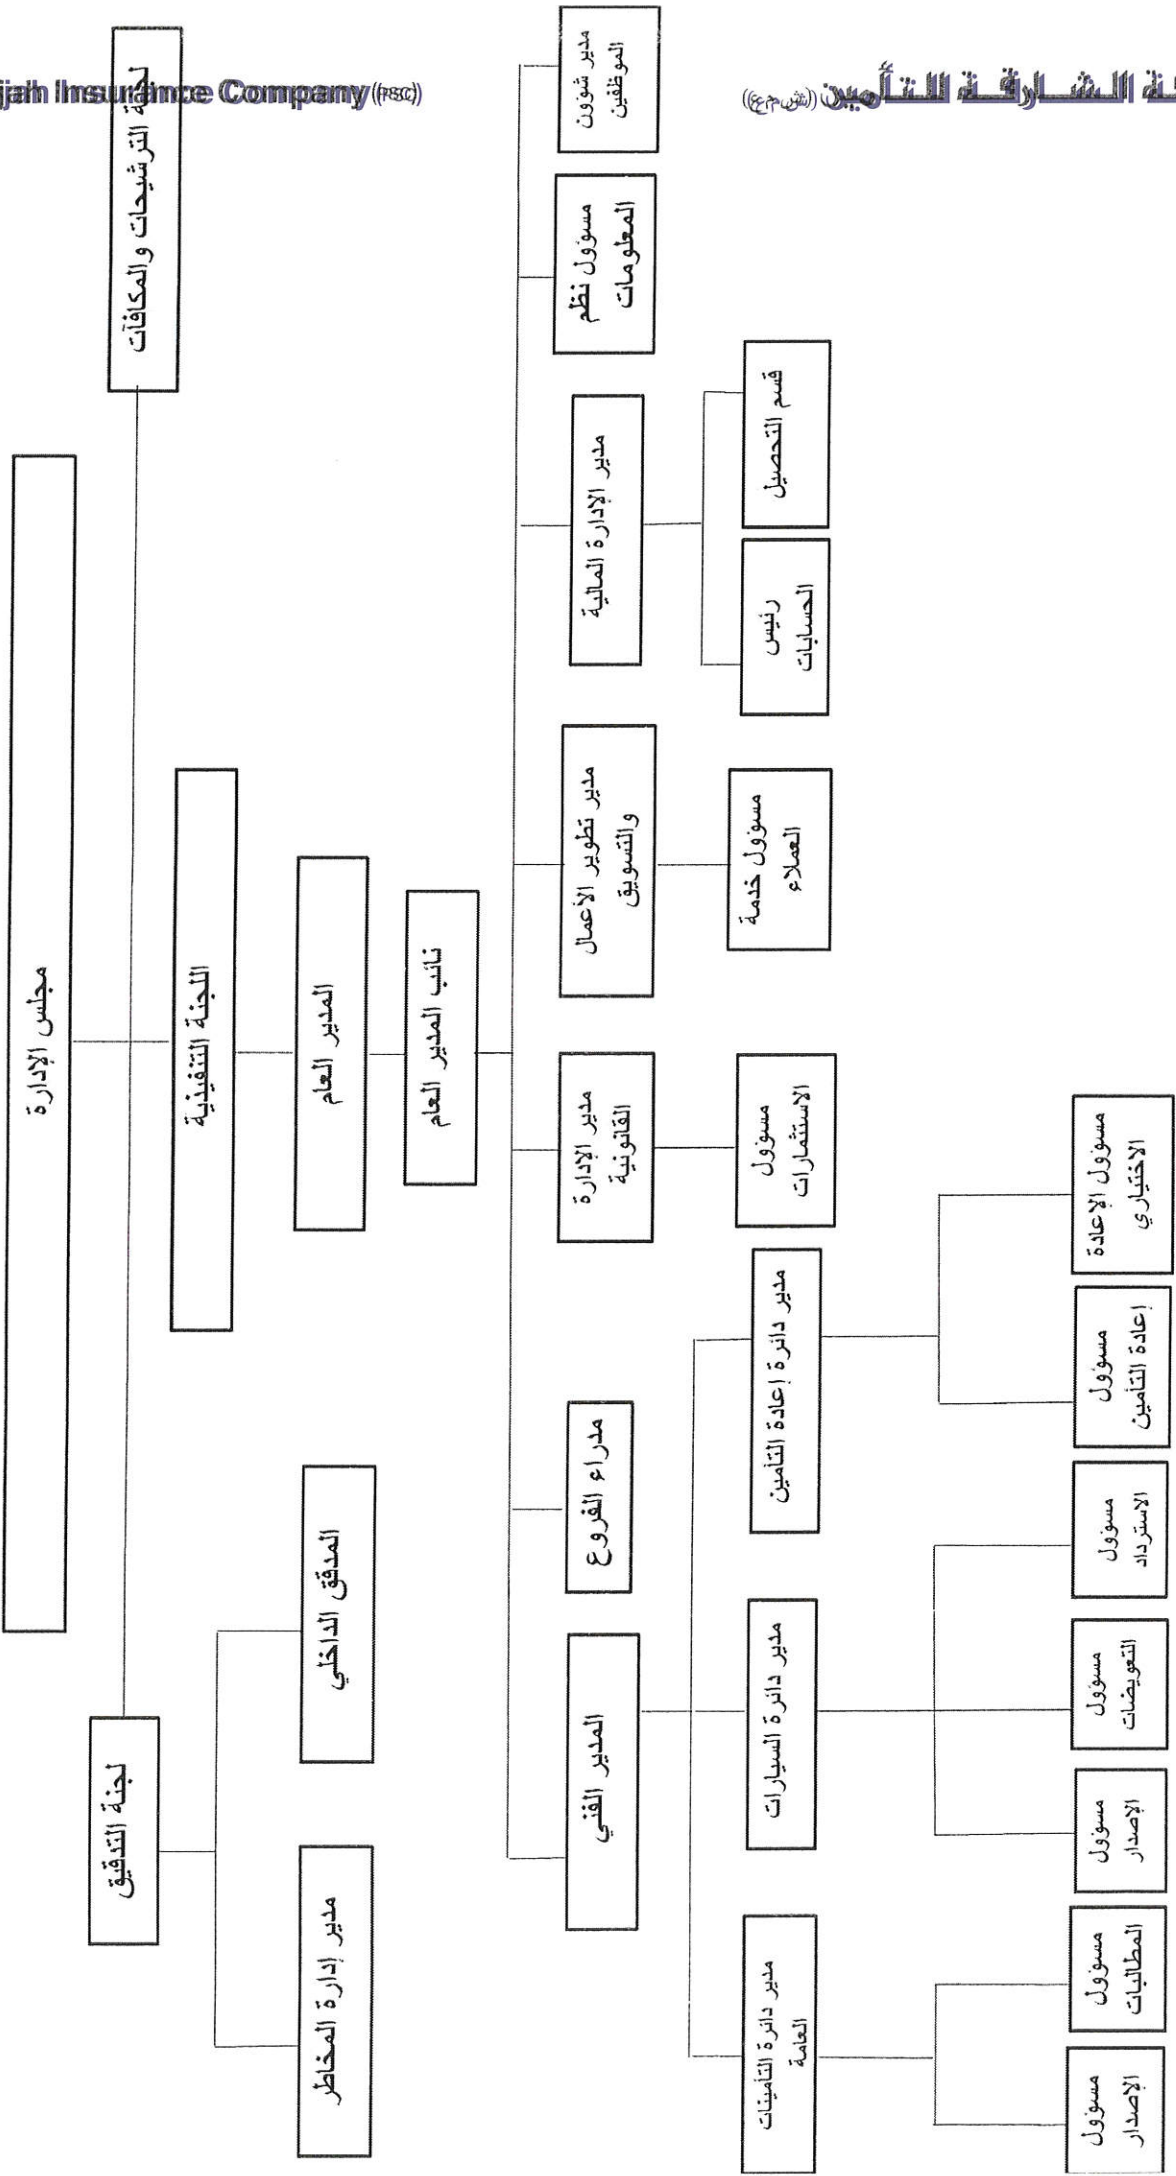 Insurance Company (PSC)
الشارقة للتأمين (ش.م.ع)
مجلس الإدارة
لجنة الترشيحات والمكافآت
لجنة التدقيق
اللجنة التنفيذية
المدير العام
المدقق الداخلي
مدير إدارة المخاطر
نائب المدير العام
مدير شؤون
الموظفين
مسؤول نظم
المعلومات
مدير الإدارة المالية
مدير تطوير الأعمال
والتسويق
مدير الإدارة
القانونية
مدراء الفروع
المدير الفني
قسم التحصيل
رئيس
الحسابات
مسؤول خدمة
العملاء
مسؤول
الاستثمارات
مدير دائرة إعادة التأمين
مدير دائرة السيارات
مدير دائرة التأمينات
العامة
مسؤول الإعادة
الاختياري
مسؤول
إعادة التأمين
مسؤول
الاسترداد
مسؤول
التعويضات
مسؤول
الإصدار
مسؤول
المطالبات
مسؤول
الإصدار